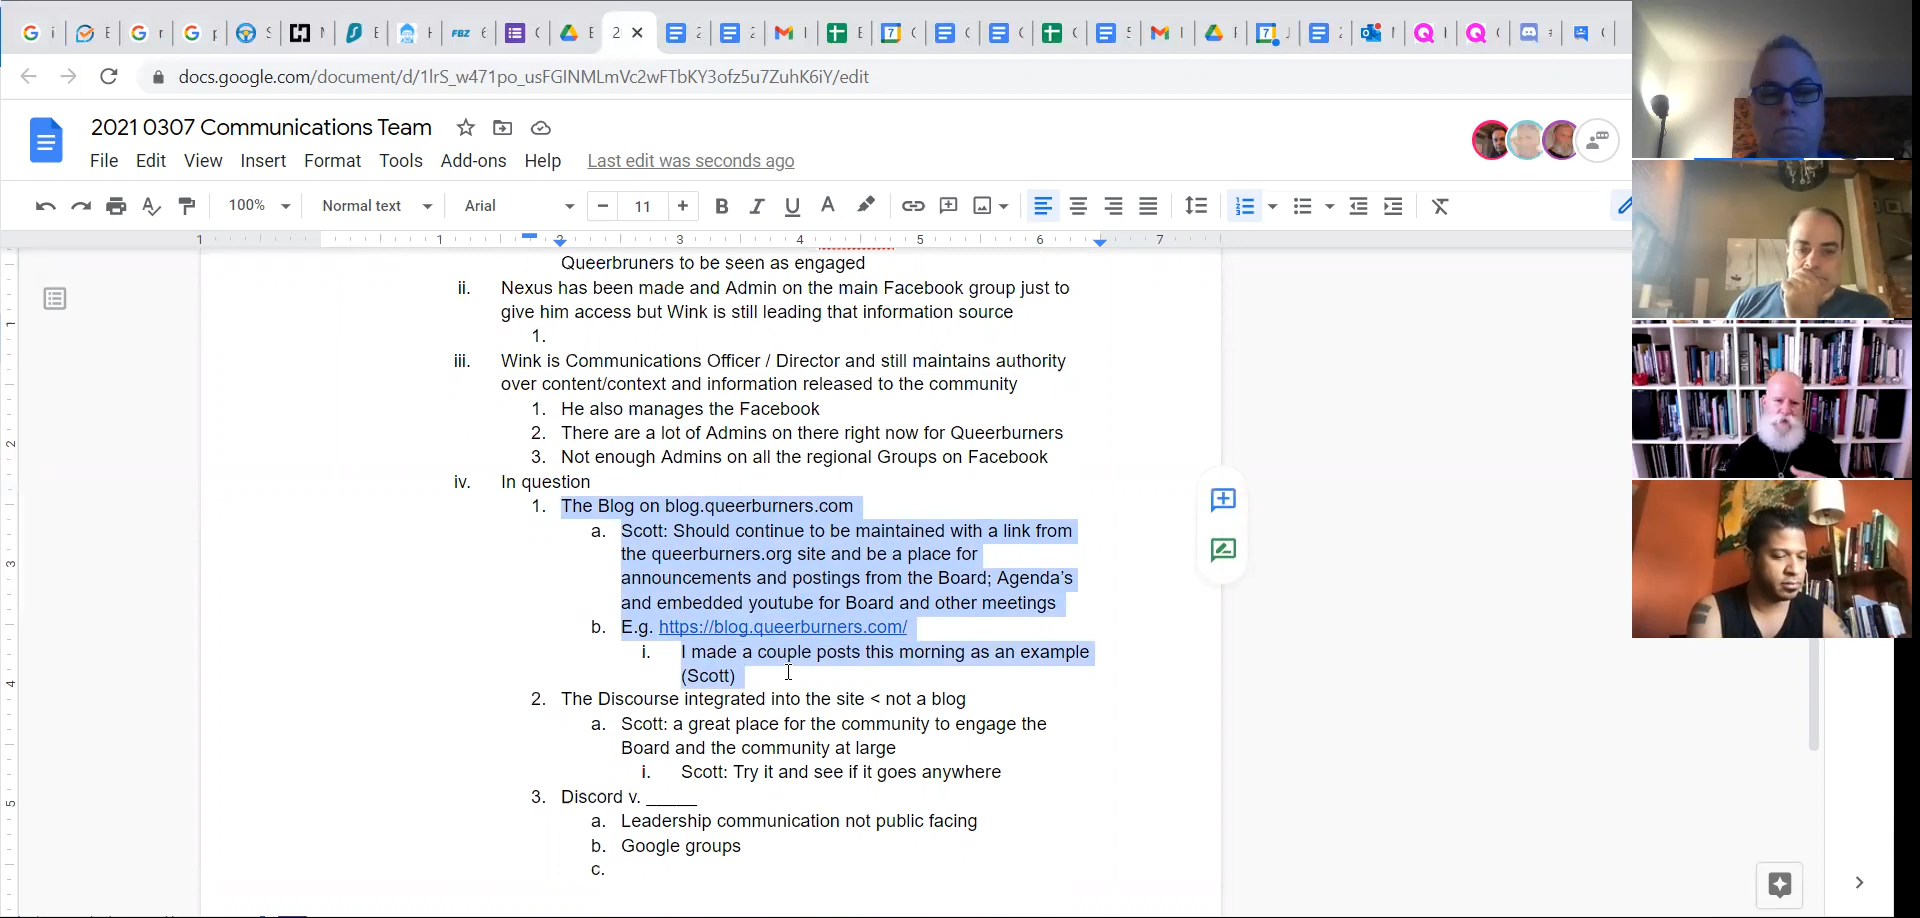 docs.google.com/document/d/1lrS_w471po_usFGlNMLmVc2wFTbKY3ofz5u7ZuhK6iY/edit
2021 0307 Communications Team
File Edit View Insert Format Tools Add-ons Help Last edit was seconds ago
100% Normal text Arial 11
1 1 2 3 4 5 6 7
Queerbruners to be seen as engaged
ii. Nexus has been made and Admin on the main Facebook group just to
give him access but Wink is still leading that information source
1.
iii. Wink is Communications Officer / Director and still maintains authority
over content/context and information released to the community
1. He also manages the Facebook
2. There are a lot of Admins on there right now for Queerburners
3. Not enough Admins on all the regional Groups on Facebook
iv. In question
1. The Blog on blog.queerburners.com
a. Scott: Should continue to be maintained with a link from
the queerburners.org site and be a place for
announcements and postings from the Board; Agenda's
and embedded youtube for Board and other meetings
b. E.g. https://blog.queerburners.com/
i. I made a couple posts this morning as an example
(Scott)
2. The Discourse integrated into the site < not a blog
a. Scott: a great place for the community to engage the
Board and the community at large
i. Scott: Try it and see if it goes anywhere
3. Discord v. _____
a. Leadership communication not public facing
b. Google groups
c.